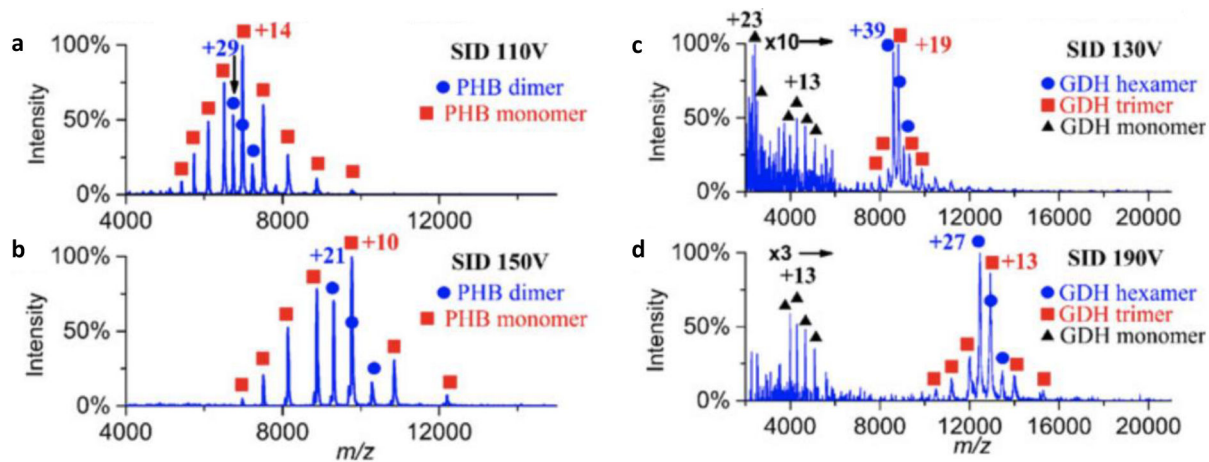 a
SID 110V
+29
+14
PHB dimer
PHB monomer
Intensity
100%
50%
0%
4000 8000 12000
b
SID 150V
+21
+10
PHB dimer
PHB monomer
Intensity
100%
50%
0%
4000 8000 12000
m/z
c
SID 130V
+23
x10
+13
+39
+19
GDH hexamer
GDH trimer
GDH monomer
Intensity
100%
50%
0%
4000 8000 12000 16000 20000
d
SID 190V
x3
+13
+27
+13
GDH hexamer
GDH trimer
GDH monomer
Intensity
100%
50%
0%
4000 8000 12000 16000 20000
m/z